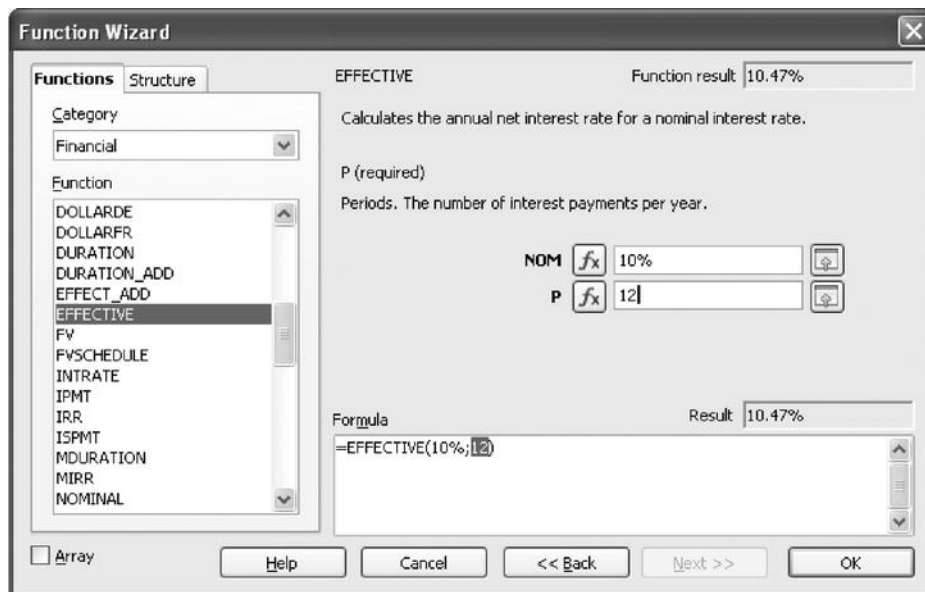 Function Wizard
Functions
Structure
Category
Financial
Function
DOLLARDE
DOLLARFR
DURATION
DURATION_ADD
EFFECT_ADD
EFFECTIVE
FV
FVSCHEDULE
INTRATE
IPMT
IRR
ISPMT
MDURATION
MIRR
NOMINAL
Array
EFFECTIVE
Function result 10.47%
Calculates the annual net interest rate for a nominal interest rate.
P (required)
Periods. The number of interest payments per year.
NOM fx 10%
P fx 12
Formula
Result 10.47%
=EFFECTIVE(10%;12)
Help
Cancel
<< Back
Next >>
OK